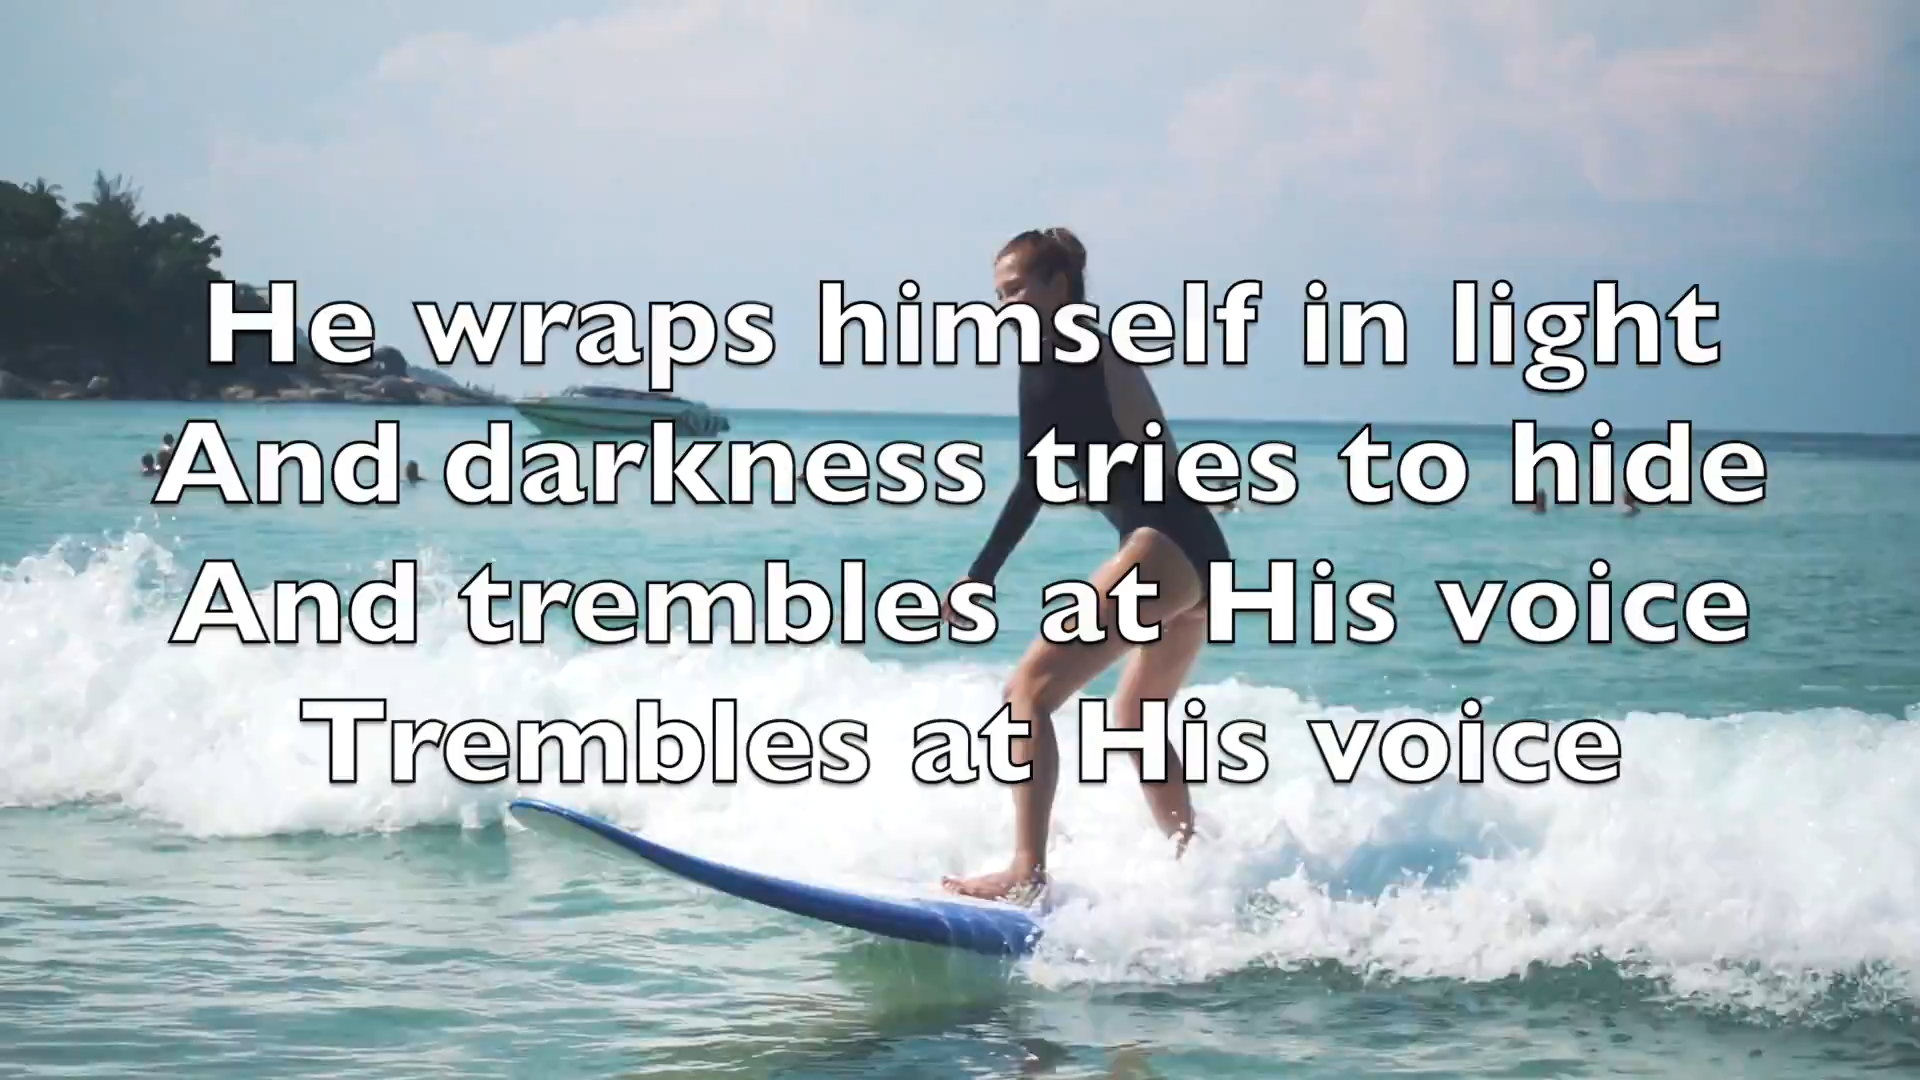 He wraps himself in light
And darkness tries to hide
And trembles at His voice
Trembles at His voice